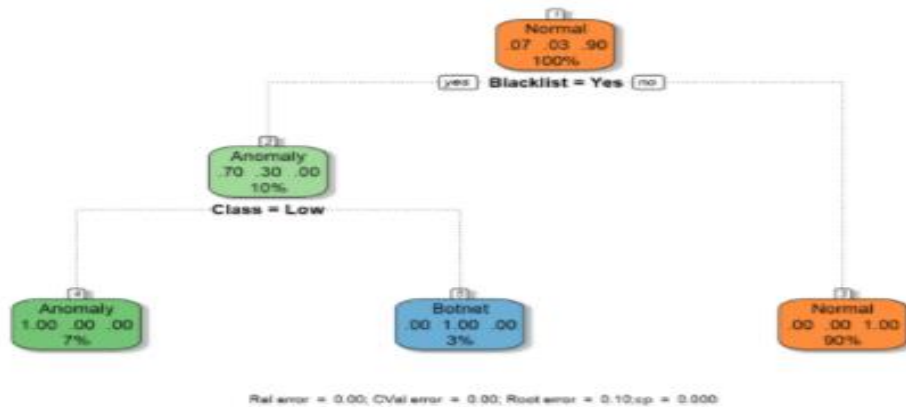 1
Normal
.07 .03 .90
100%
yes Blacklist = Yes no
2
Anomaly
.70 .30 .00
10%
Class = Low
4
Anomaly
1.00 .00 .00
7%
5
Botnet
.00 1.00 .00
3%
3
Normal
.00 .00 1.00
90%
Rel error = 0.00; CVal error = 0.00; Root error = 0.10;cp = 0.000